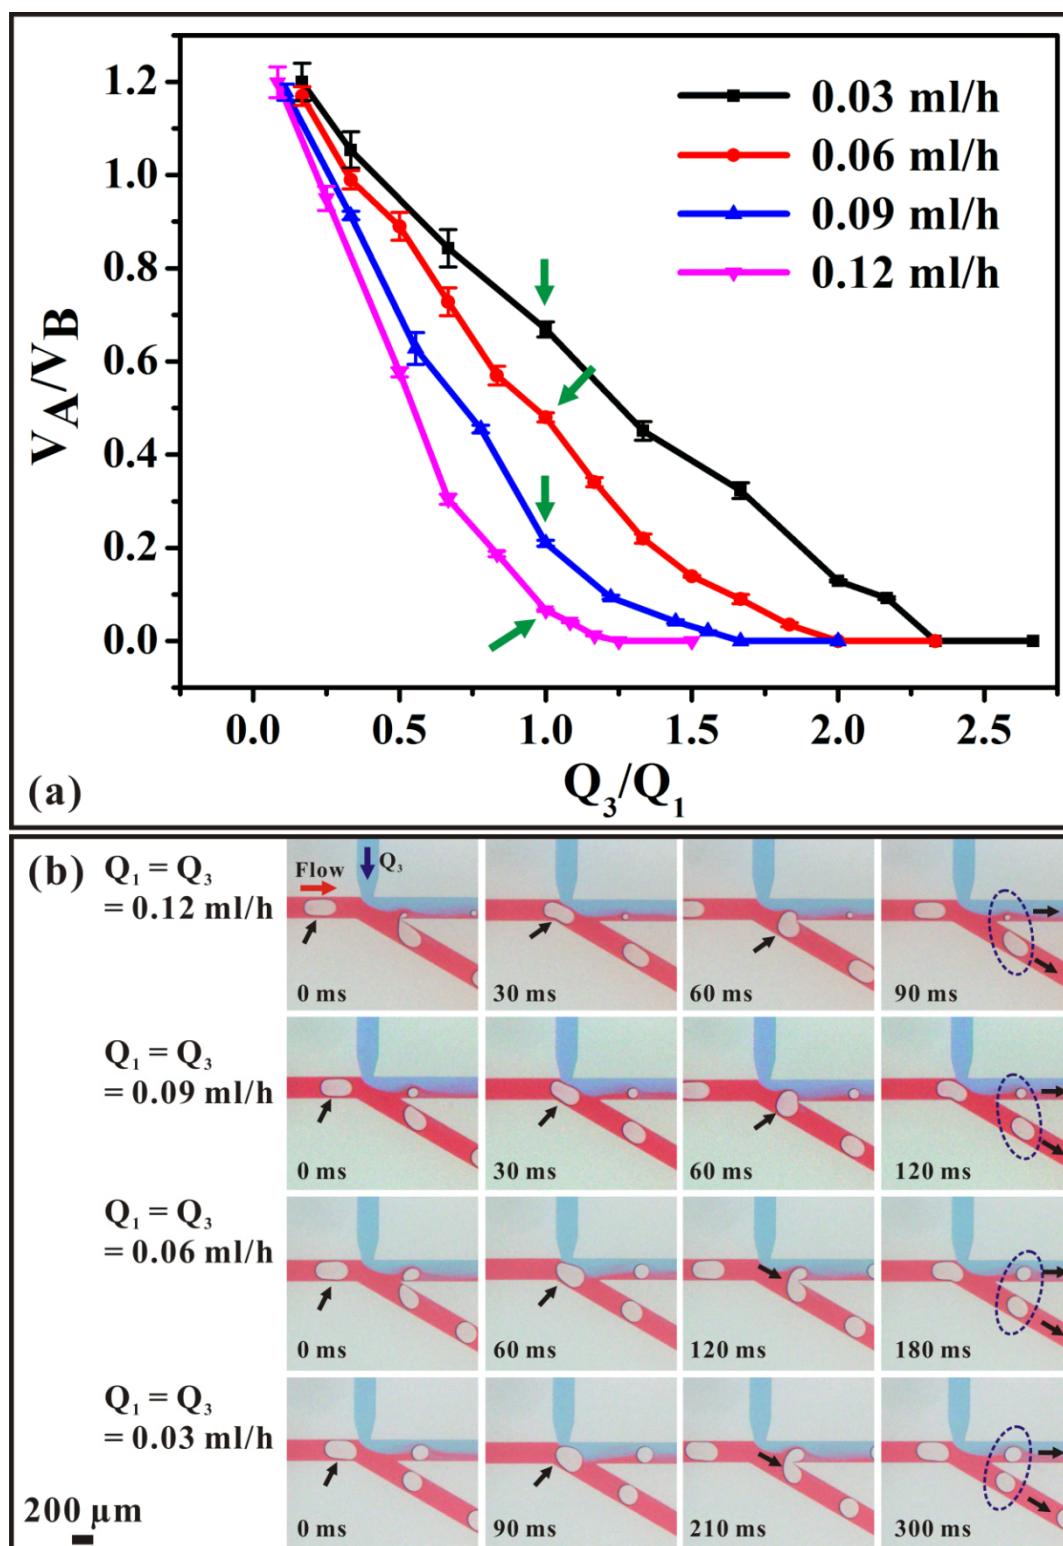 1.2
1.0
0.8
0.6
0.4
0.2
0.0
V_A/V_B
0.03 ml/h
0.06 ml/h
0.09 ml/h
0.12 ml/h
0.0 0.5 1.0 1.5 2.0 2.5
Q₃/Q₁
(a)
(b)
Q₁ = Q₃
= 0.12 ml/h
Flow
Q₃
0 ms
30 ms
60 ms
90 ms
Q₁ = Q₃
= 0.09 ml/h
0 ms
30 ms
60 ms
120 ms
Q₁ = Q₃
= 0.06 ml/h
0 ms
60 ms
120 ms
180 ms
Q₁ = Q₃
= 0.03 ml/h
0 ms
90 ms
210 ms
300 ms
200 µm